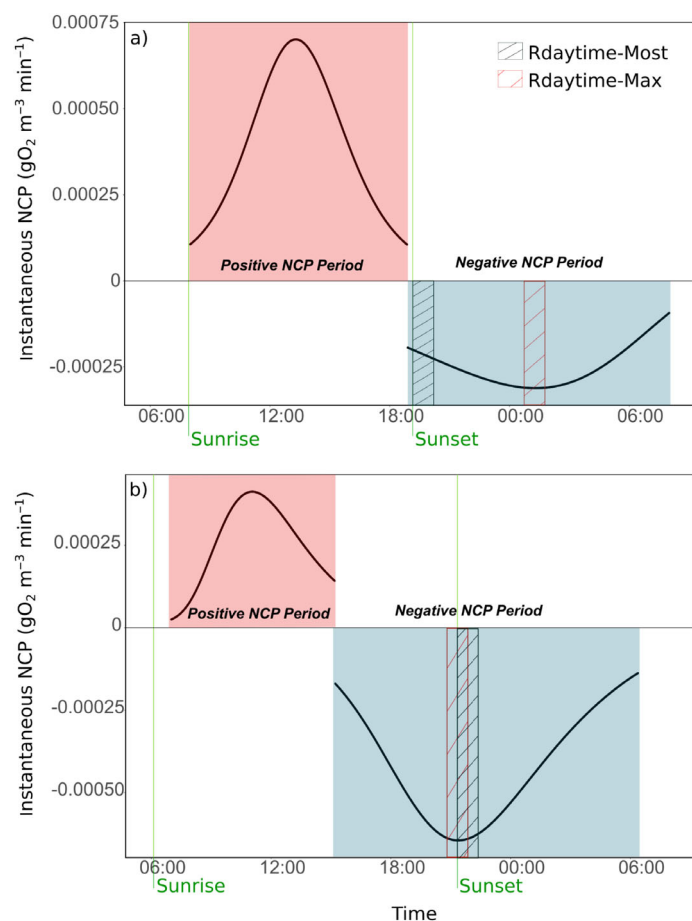 0.00075
a)
Rdaytime-Most
Rdaytime-Max
0.00050
0.00025
Positive NCP Period
Negative NCP Period
0
-0.00025
Instantaneous NCP (gO₂ m⁻³ min⁻¹)
06:00 12:00 18:00 00:00 06:00
Sunrise Sunset
b)
0.00025
Positive NCP Period
Negative NCP Period
0
-0.00025
-0.00050
Instantaneous NCP (gO₂ m⁻³ min⁻¹)
06:00 12:00 18:00 00:00 06:00
Sunrise Sunset
Time